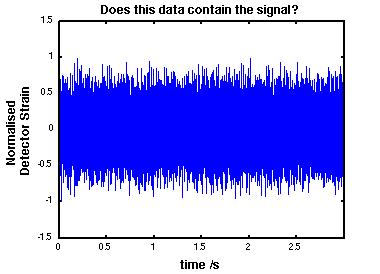 Does this data contain the signal?
1.5
1
0.5
0
-0.5
-1
-1.5
Normalised
Detector Strain
0 0.5 1 1.5 2 2.5
time /s